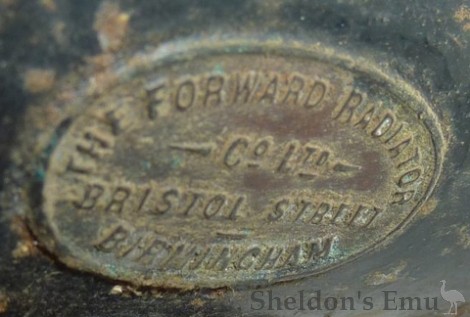 THE FORWARD RADIATOR
Cº LTD
BRISTOL STREET
BIRMINGHAM
Sheldon's Emu